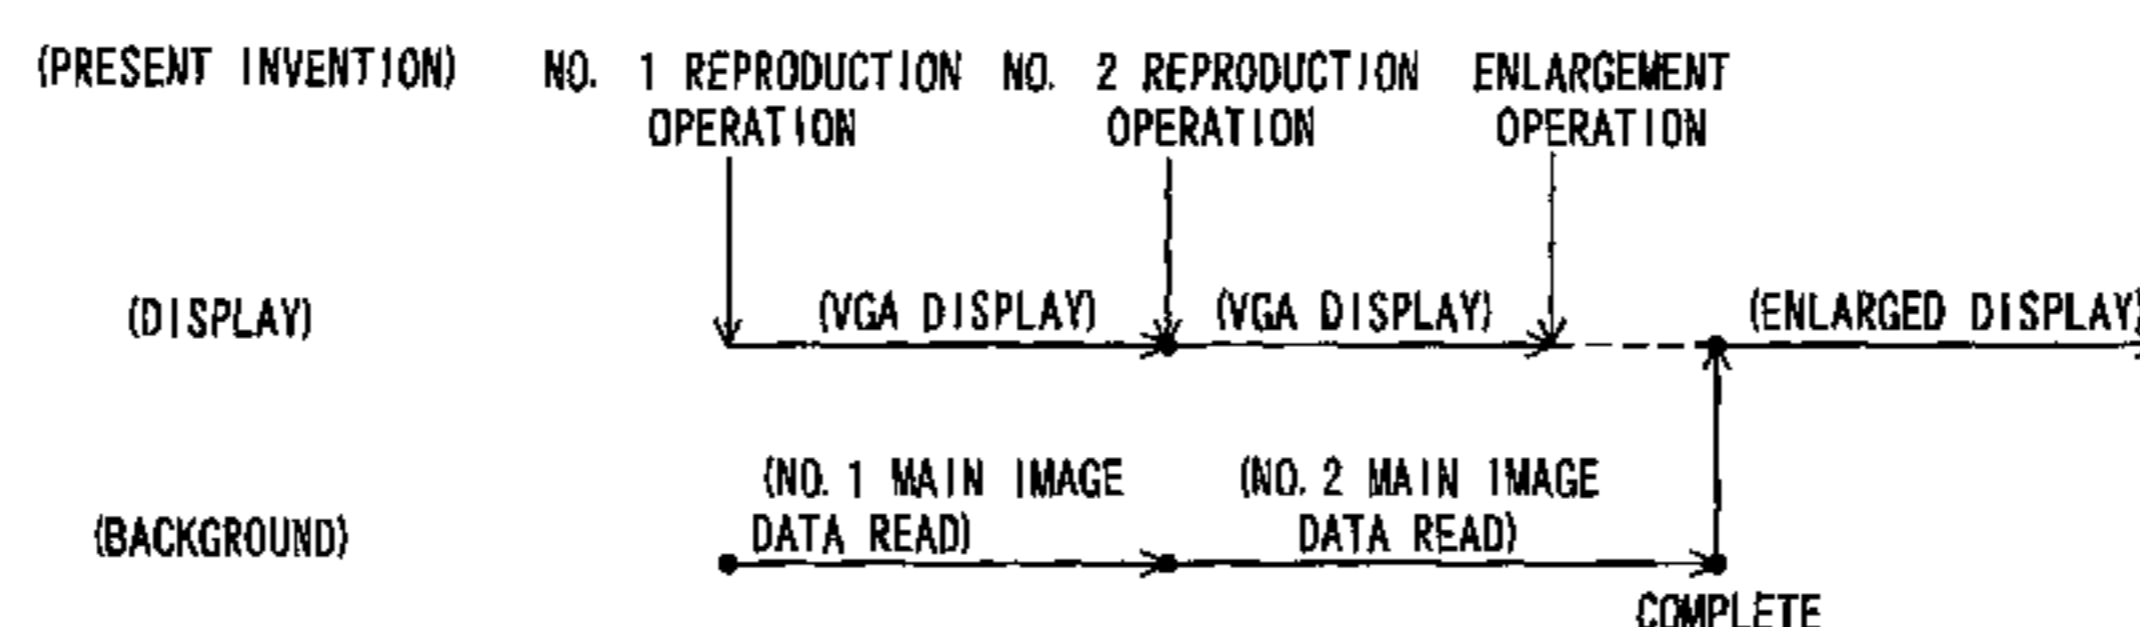 (PRESENT INVENTION) NO. 1 REPRODUCTION NO. 2 REPRODUCTION ENLARGEMENT
OPERATION OPERATION OPERATION
(DISPLAY) (VGA DISPLAY) (VGA DISPLAY) (ENLARGED DISPLAY)
(NO. 1 MAIN IMAGE (NO. 2 MAIN IMAGE
(BACKGROUND) DATA READ) DATA READ)
COMPLETE